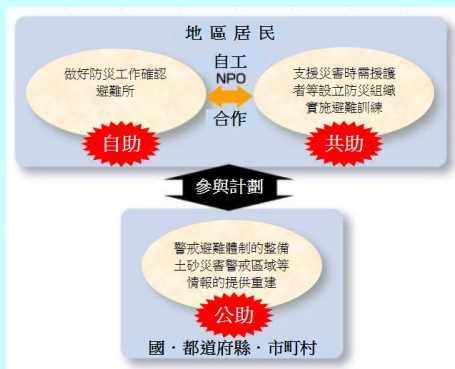 地區居民
做好防災工作確認
避難所
自助
自工
NPO
合作
支援災害時需援護
者等設立防災組織
實施避難訓練
共助
參與計劃
警戒避難體制的整備
土砂災害警戒區域等
情報的提供重建
公助
國・都道府縣・市町村